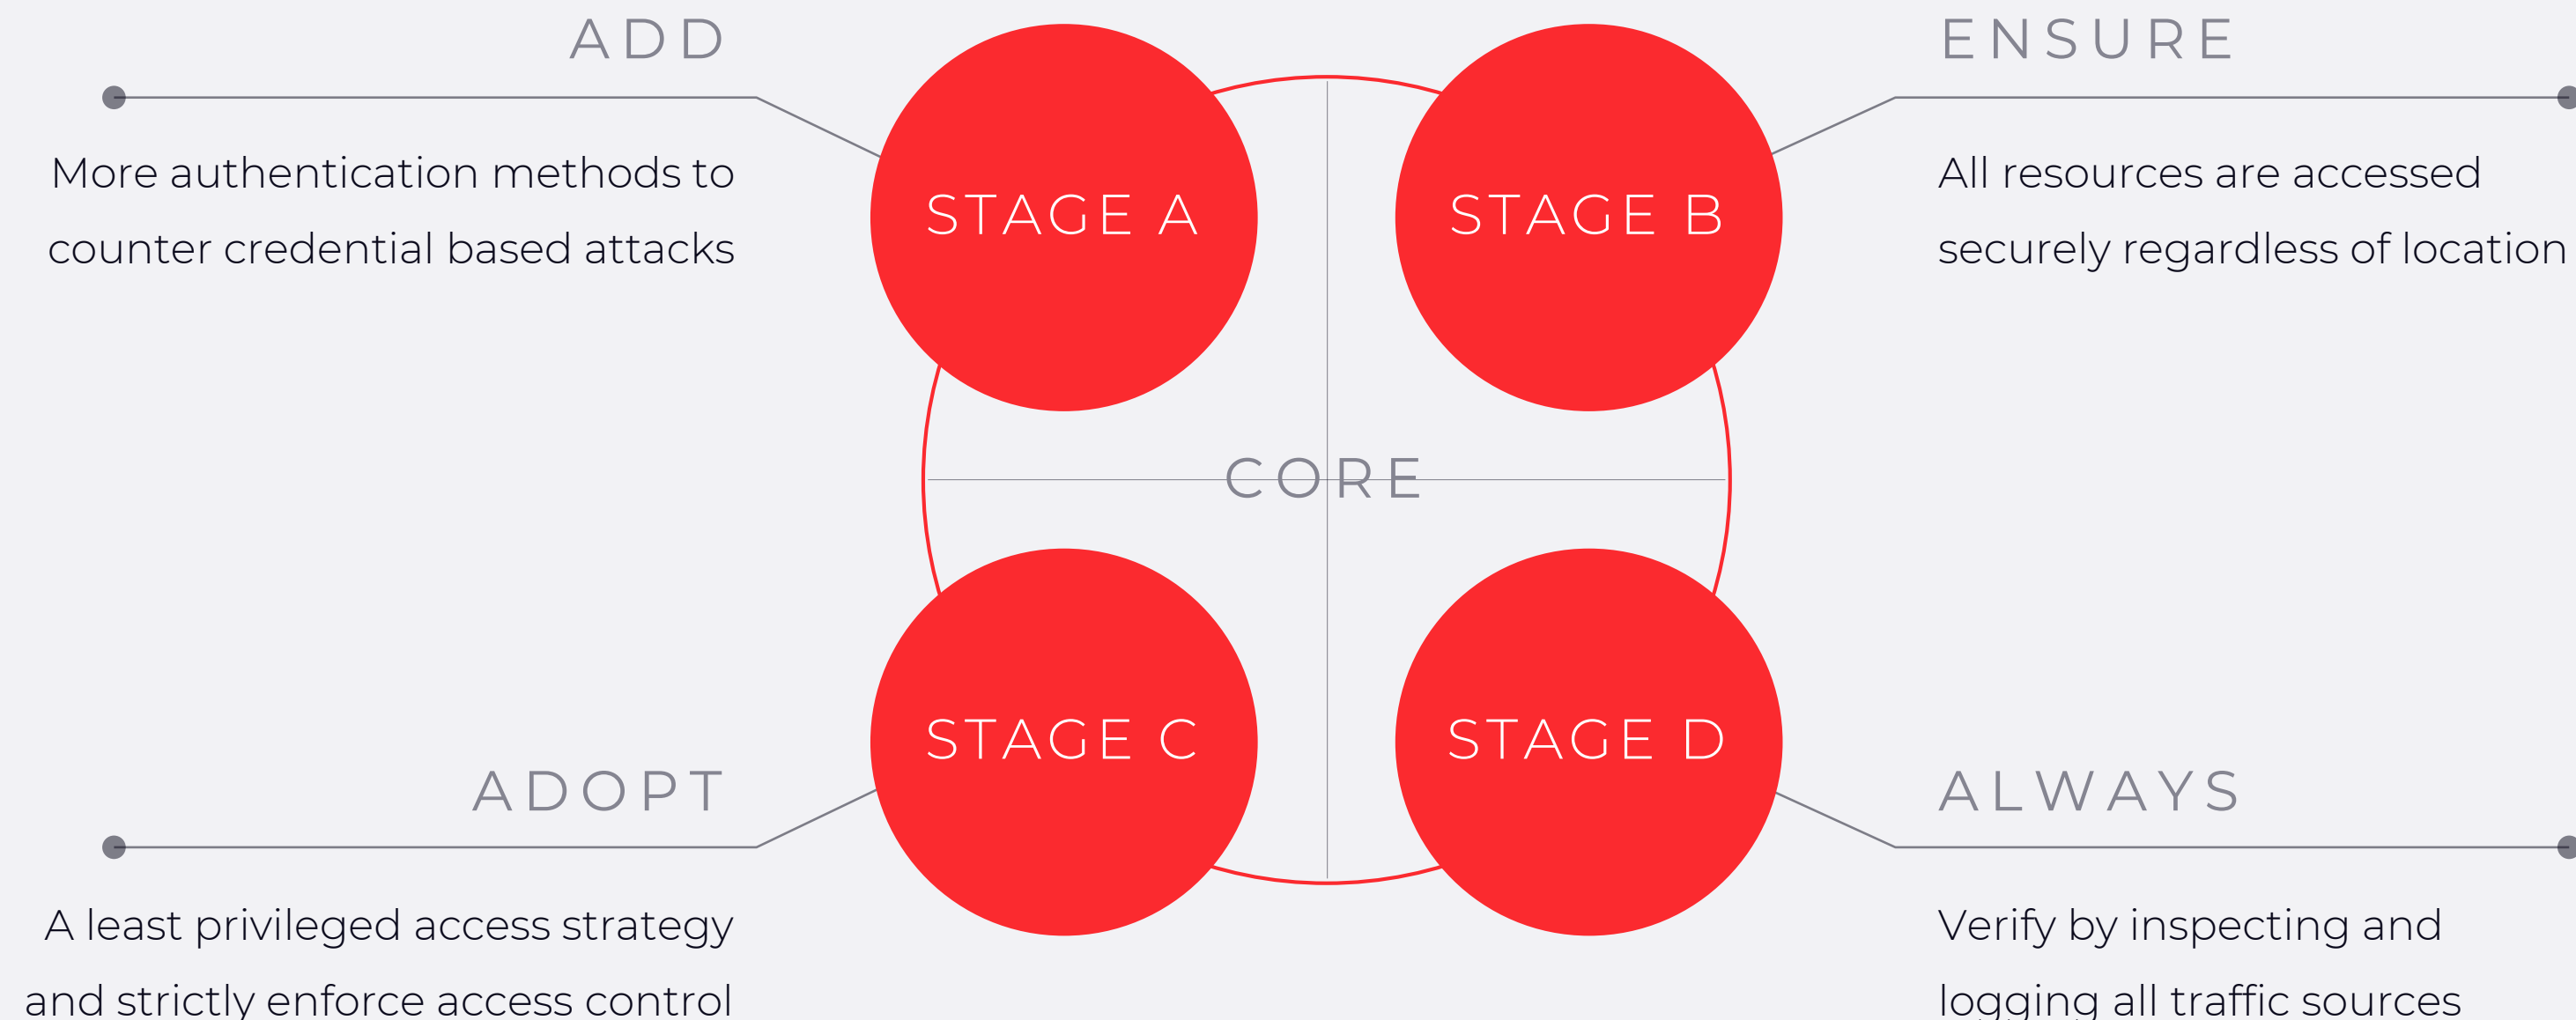 ADD
More authentication methods to
counter credential based attacks
STAGE A
STAGE B
ENSURE
All resources are accessed
securely regardless of location
CORE
ADOPT
A least privileged access strategy
and strictly enforce access control
STAGE C
STAGE D
ALWAYS
Verify by inspecting and
logging all traffic sources